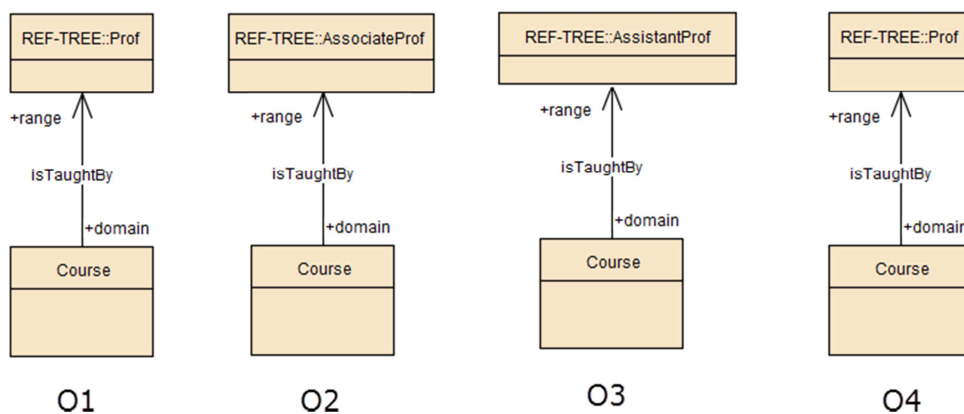 REF-TREE::Prof
+range
isTaughtBy
+domain
Course
O1
REF-TREE::AssociateProf
+range
isTaughtBy
+domain
Course
O2
REF-TREE::AssistantProf
+range
isTaughtBy
+domain
Course
O3
REF-TREE::Prof
+range
isTaughtBy
+domain
Course
O4